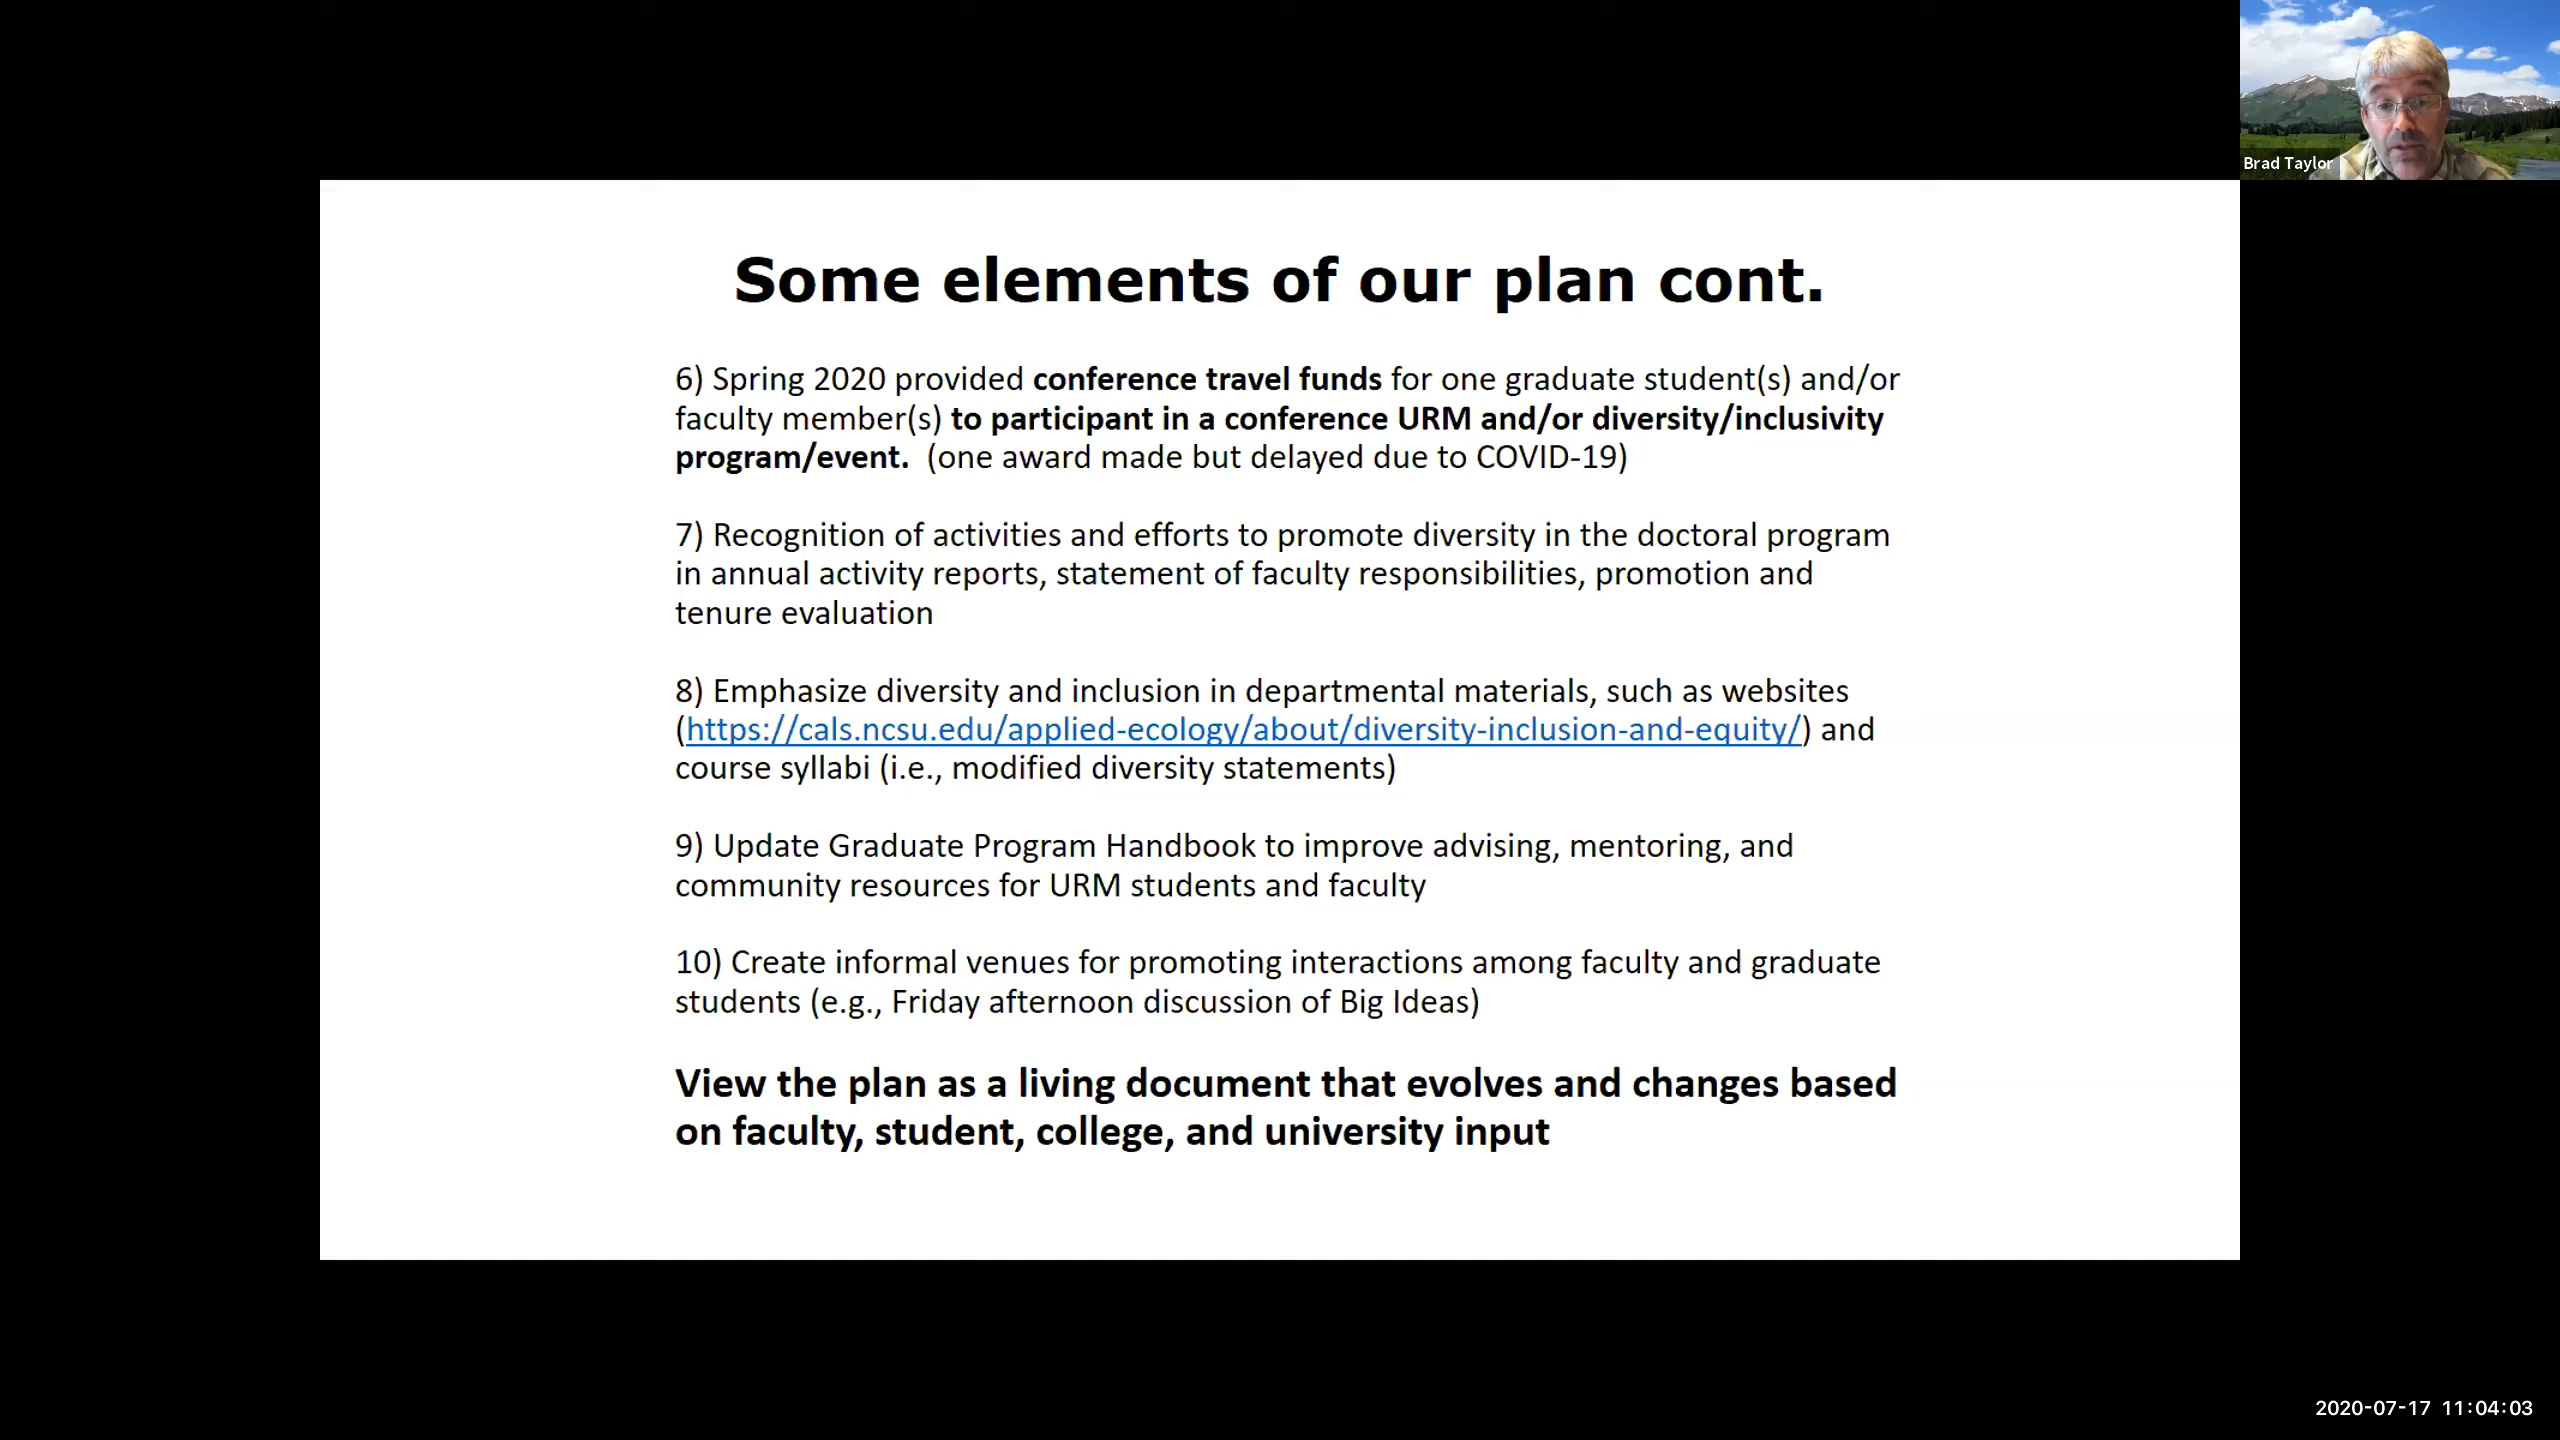 Brad Taylor
Some elements of our plan cont.
6) Spring 2020 provided conference travel funds for one graduate student(s) and/or
faculty member(s) to participant in a conference URM and/or diversity/inclusivity
program/event.  (one award made but delayed due to COVID-19)
7) Recognition of activities and efforts to promote diversity in the doctoral program
in annual activity reports, statement of faculty responsibilities, promotion and
tenure evaluation
8) Emphasize diversity and inclusion in departmental materials, such as websites
(https://cals.ncsu.edu/applied-ecology/about/diversity-inclusion-and-equity/) and
course syllabi (i.e., modified diversity statements)
9) Update Graduate Program Handbook to improve advising, mentoring, and
community resources for URM students and faculty
10) Create informal venues for promoting interactions among faculty and graduate
students (e.g., Friday afternoon discussion of Big Ideas)
View the plan as a living document that evolves and changes based
on faculty, student, college, and university input
2020-07-17 11:04:03